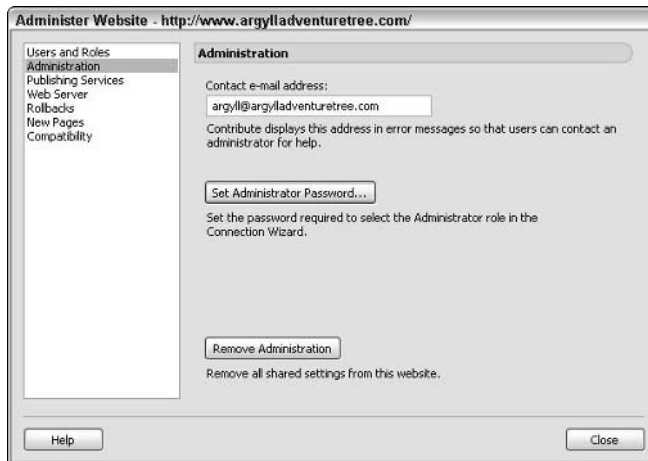 Administer Website - http://www.argylladventuretree.com/
Users and Roles
Administration
Publishing Services
Web Server
Rollbacks
New Pages
Compatibility
Administration
Contact e-mail address:
argyll@argylladventuretree.com
Contribute displays this address in error messages so that users can contact an
administrator for help.
Set Administrator Password...
Set the password required to select the Administrator role in the
Connection Wizard.
Remove Administration
Remove all shared settings from this website.
Help
Close